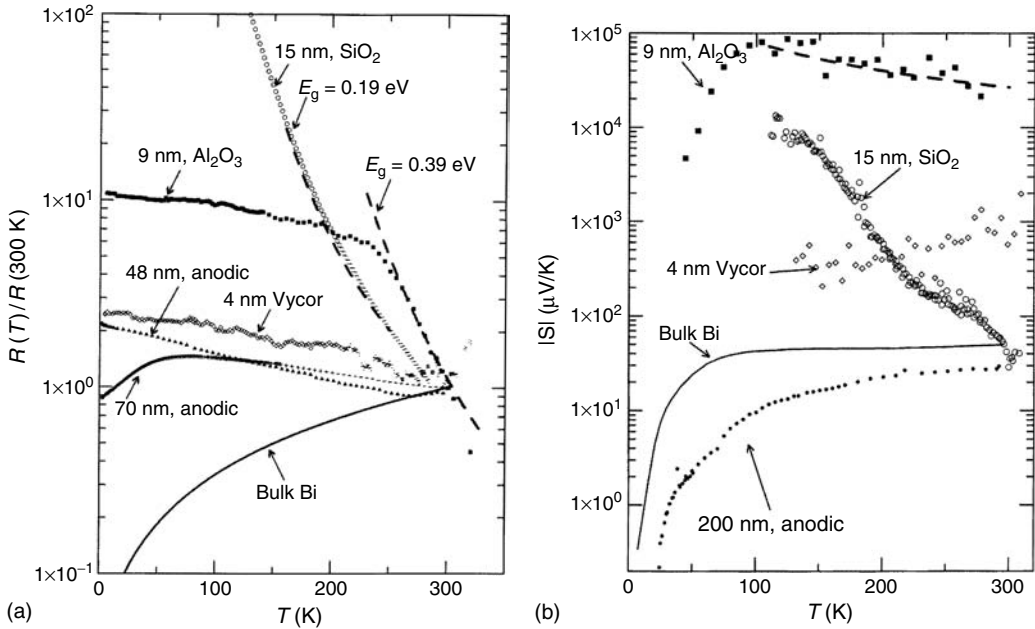 1×10²
15 nm, SiO₂
E_g = 0.19 eV
9 nm, Al₂O₃
E_g = 0.39 eV
1×10¹
R(T)/R(300 K)
48 nm, anodic
4 nm Vycor
1×10⁰
70 nm, anodic
Bulk Bi
1×10⁻¹
0
100
200
300
(a)
T (K)
1×10⁵
9 nm, Al₂O₃
1×10⁴
15 nm, SiO₂
1×10³
|S| (μV/K)
4 nm Vycor
1×10²
Bulk Bi
1×10¹
1×10⁰
200 nm, anodic
0
100
200
300
(b)
T (K)